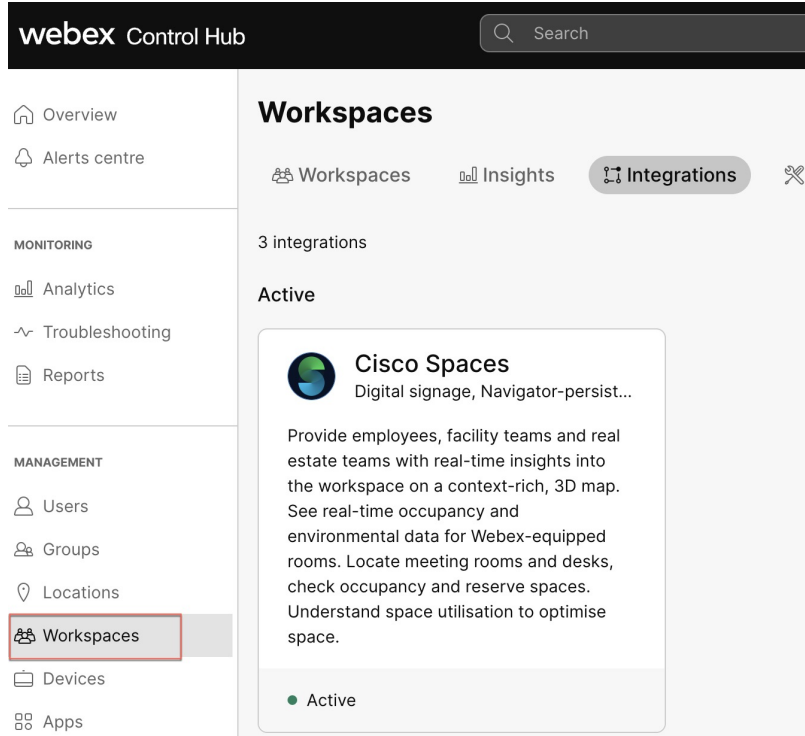 webex Control Hub
Search
Overview
Alerts centre
MONITORING
Analytics
Troubleshooting
Reports
MANAGEMENT
Users
Groups
Locations
Workspaces
Devices
Apps
Workspaces
Workspaces
Insights
Integrations
3 integrations
Active
Cisco Spaces
Digital signage, Navigator-persist...
Provide employees, facility teams and real
estate teams with real-time insights into
the workspace on a context-rich, 3D map.
See real-time occupancy and
environmental data for Webex-equipped
rooms. Locate meeting rooms and desks,
check occupancy and reserve spaces.
Understand space utilisation to optimise
space.
Active